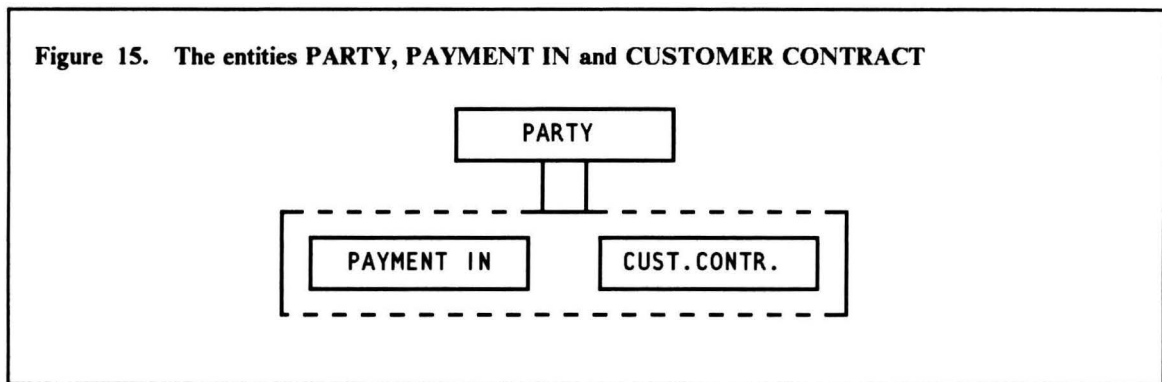 Figure 15. The entities PARTY, PAYMENT IN and CUSTOMER CONTRACT
PARTY
PAYMENT IN
CUST.CONTR.